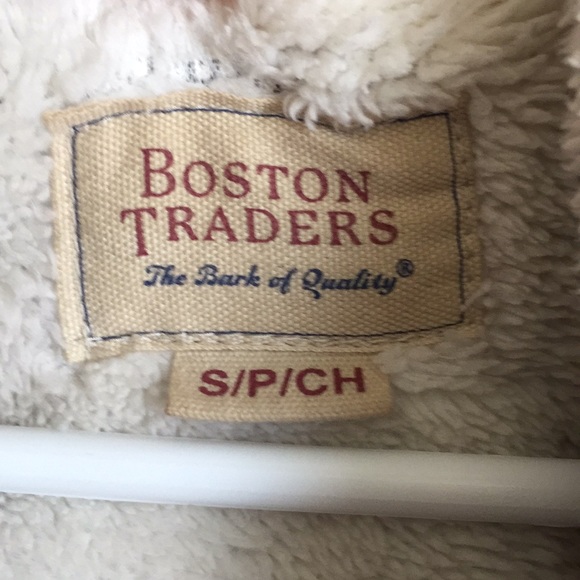 BOSTON
TRADERS
The Bark of Quality®
S/P/CH